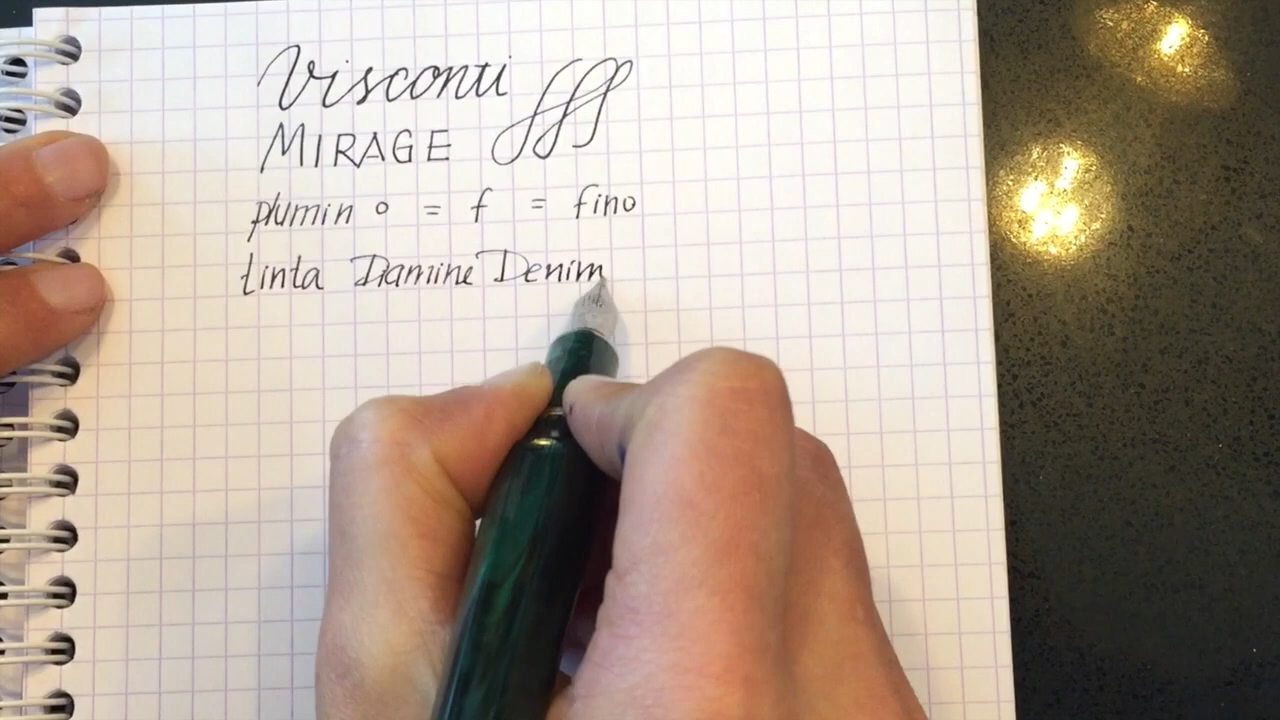 Visconti
MIRAGE
plumin o = f = fino
tinta Diamine Denim